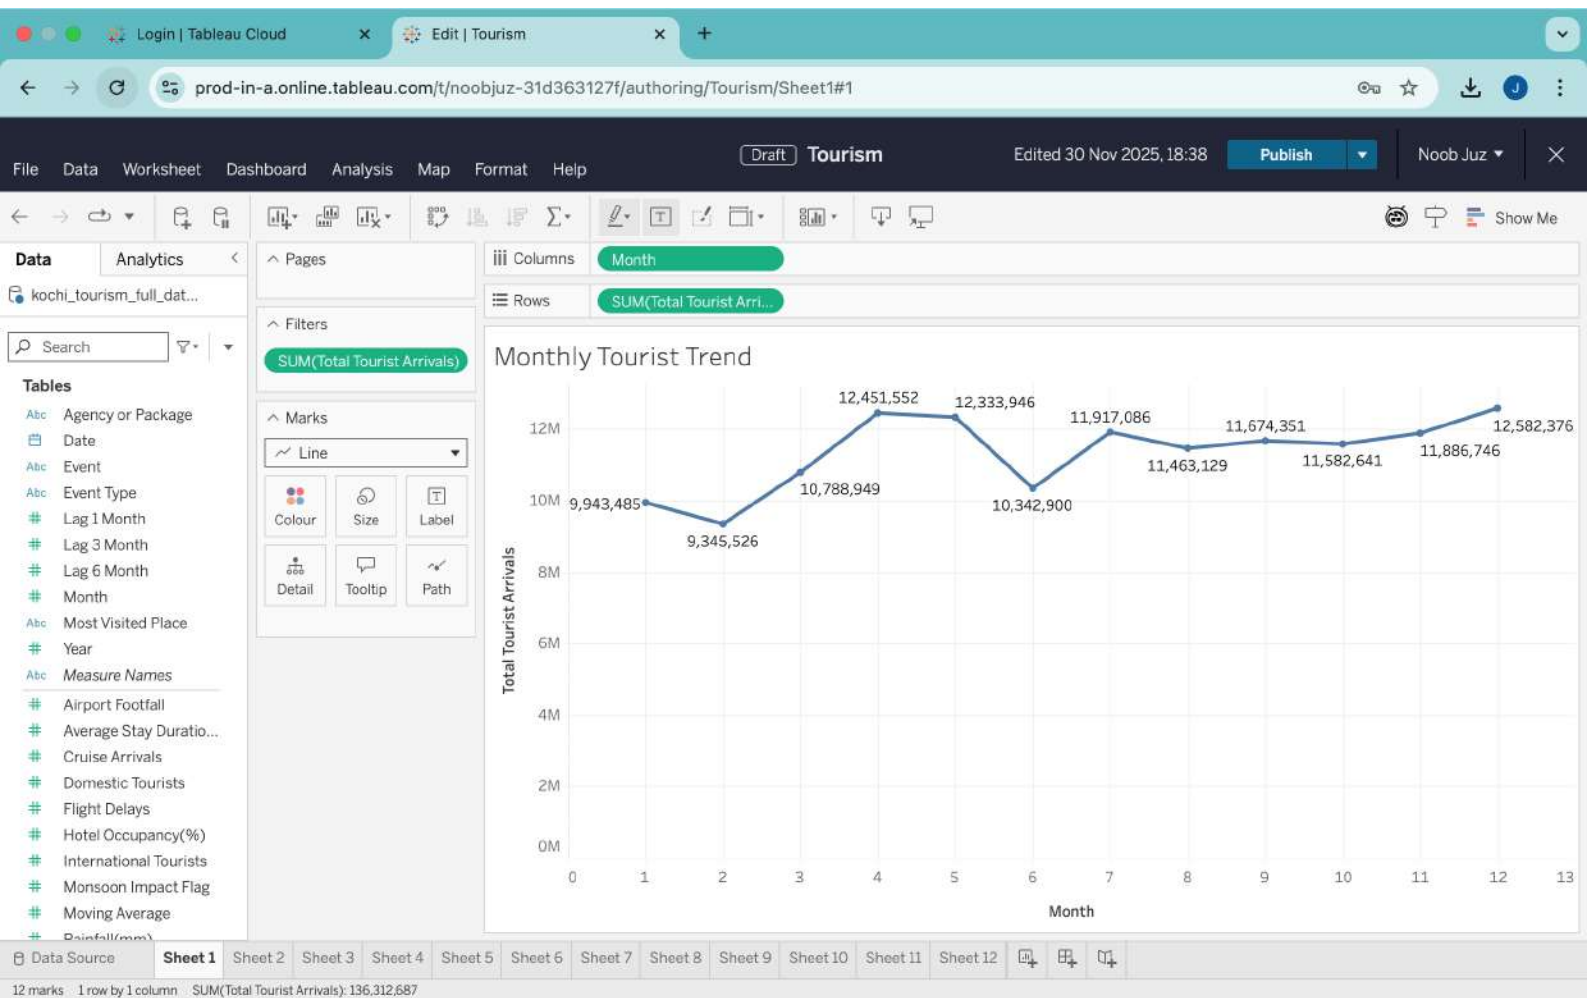 Login | Tableau Cloud
Edit | Tourism
prod-in-a.online.tableau.com/t/noobjuz-31d363127f/authoring/Tourism/Sheet1#1
J
File Data Worksheet Dashboard Analysis Map Format Help
Draft Tourism
Edited 30 Nov 2025, 18:38
Publish
Noob Juz
Show Me
Data Analytics
kochi_tourism_full_dat...
Search
Tables
Abc Agency or Package
Date
Abc Event
Abc Event Type
# Lag 1 Month
# Lag 3 Month
# Lag 6 Month
# Month
Abc Most Visited Place
# Year
Abc Measure Names
# Airport Footfall
# Average Stay Duratio...
# Cruise Arrivals
# Domestic Tourists
# Flight Delays
# Hotel Occupancy(%)
# International Tourists
# Monsoon Impact Flag
# Moving Average
# Rainfall(mm)
Pages
Filters
SUM(Total Tourist Arrivals)
Marks
Line
Colour Size Label
Detail Tooltip Path
Columns Month
Rows SUM(Total Tourist Arri...
Monthly Tourist Trend
12,451,552
12,333,946
11,917,086
11,674,351
12,582,376
12M
11,886,746
11,582,641
11,463,129
10,788,949
10M
9,943,485
10,342,900
9,345,526
8M
6M
4M
2M
0M
Total Tourist Arrivals
0 1 2 3 4 5 6 7 8 9 10 11 12 13
Month
Data Source Sheet 1 Sheet 2 Sheet 3 Sheet 4 Sheet 5 Sheet 6 Sheet 7 Sheet 8 Sheet 9 Sheet 10 Sheet 11 Sheet 12
12 marks 1 row by 1 column SUM(Total Tourist Arrivals): 136,312,687